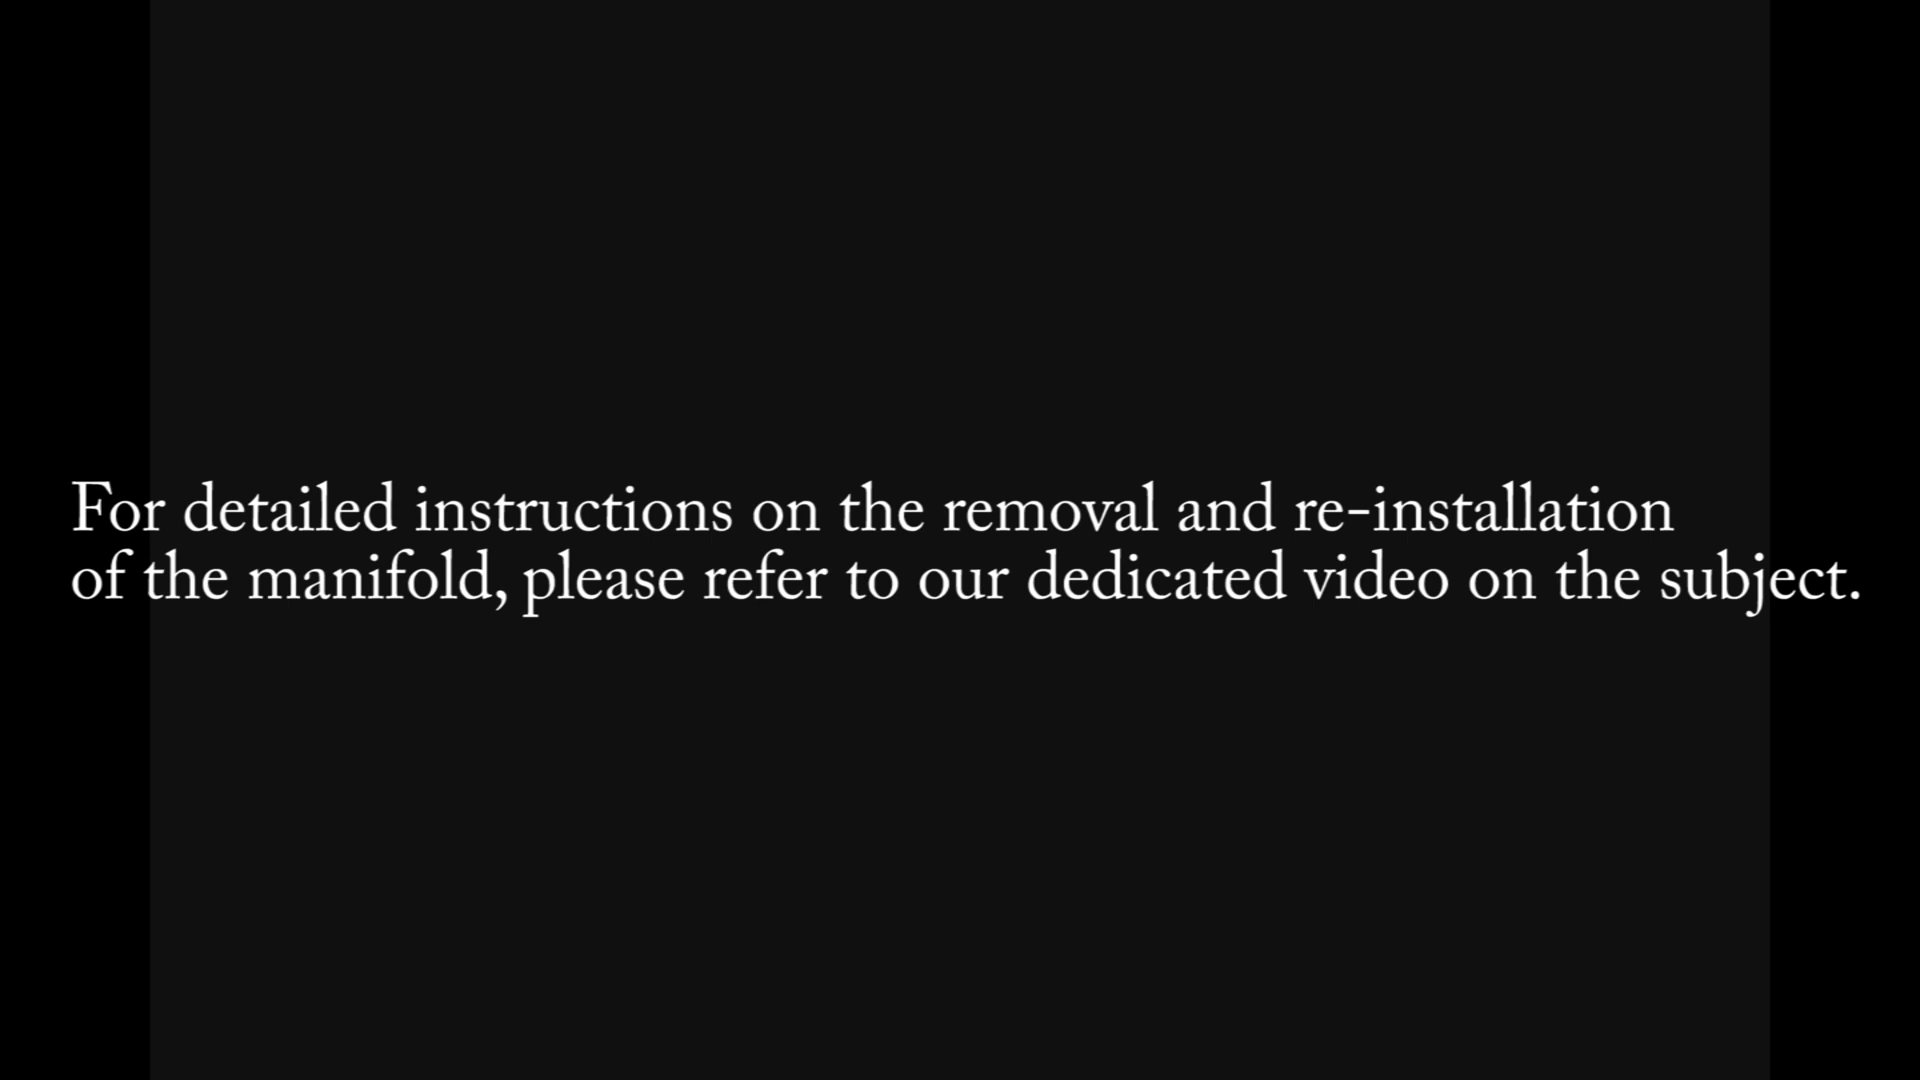 For detailed instructions on the removal and re-installation
of the manifold, please refer to our dedicated video on the subject.